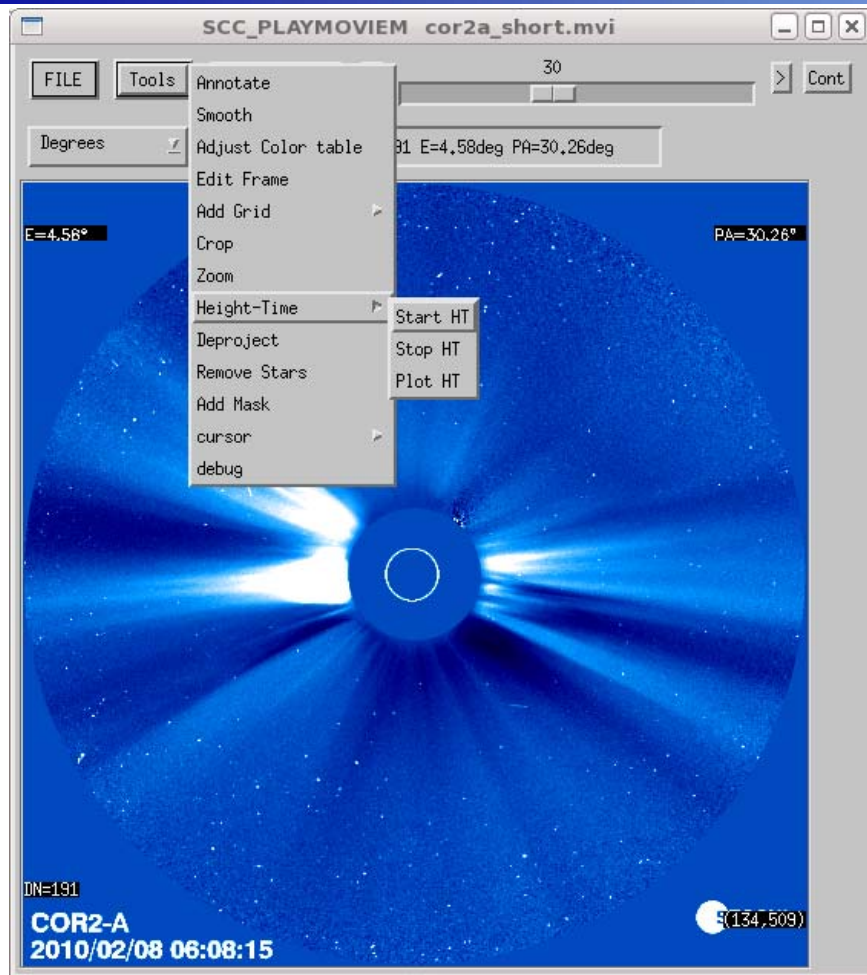 SCC_PLAYMOVIEM cor2a_short.mvi
FILE
Tools
30
>
Cont
Degrees
91 E=4.58deg PA=30.26deg
Annotate
Smooth
Adjust Color table
Edit Frame
Add Grid
Crop
Zoom
Height-Time
Deproject
Remove Stars
Add Mask
cursor
debug
Start HT
Stop HT
Plot HT
E=4.58°
PA=30.26°
DN=191
COR2-A
2010/02/08 06:08:15
(134,509)